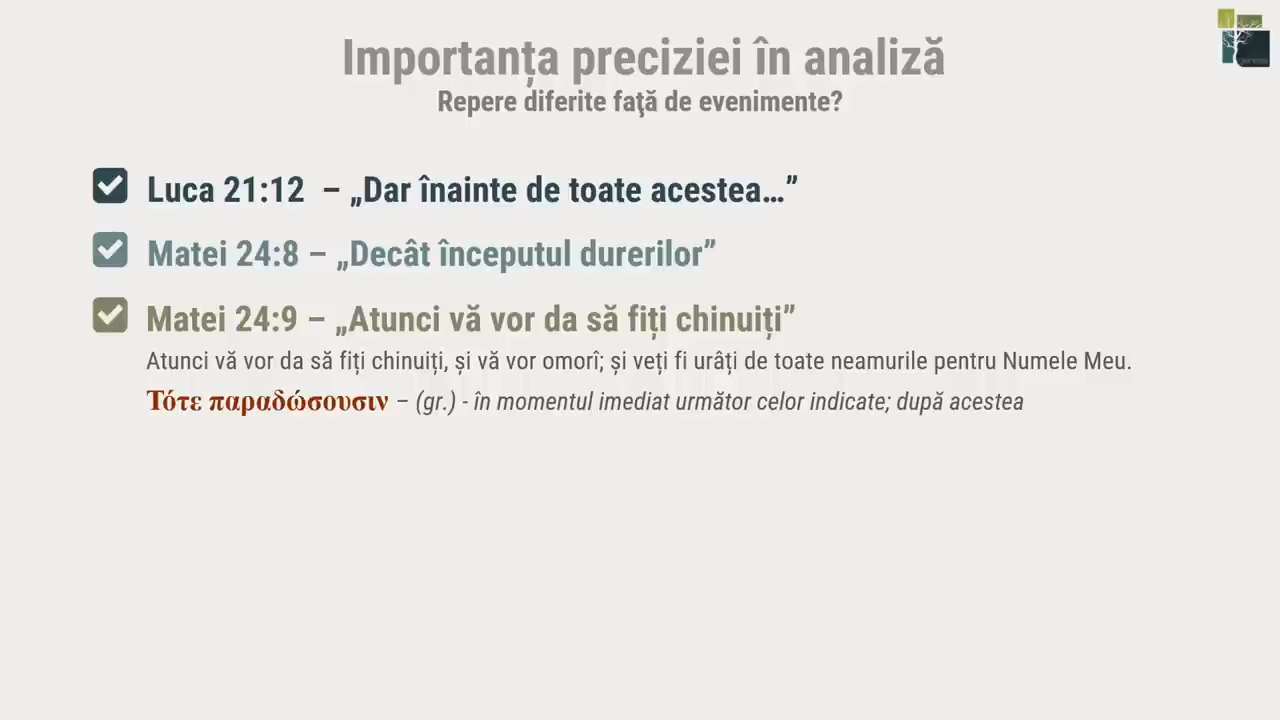 Importanța preciziei în analiză
Repere diferite faţă de evenimente?
Luca 21:12 – „Dar înainte de toate acestea…”
Matei 24:8 – „Decât începutul durerilor”
Matei 24:9 – „Atunci vă vor da să fiți chinuiți”
Atunci vă vor da să fiți chinuiți, și vă vor omorî; și veți fi urâți de toate neamurile pentru Numele Meu.
Τότε παραδώσουσιν – (gr.) - în momentul imediat următor celor indicate; după acestea